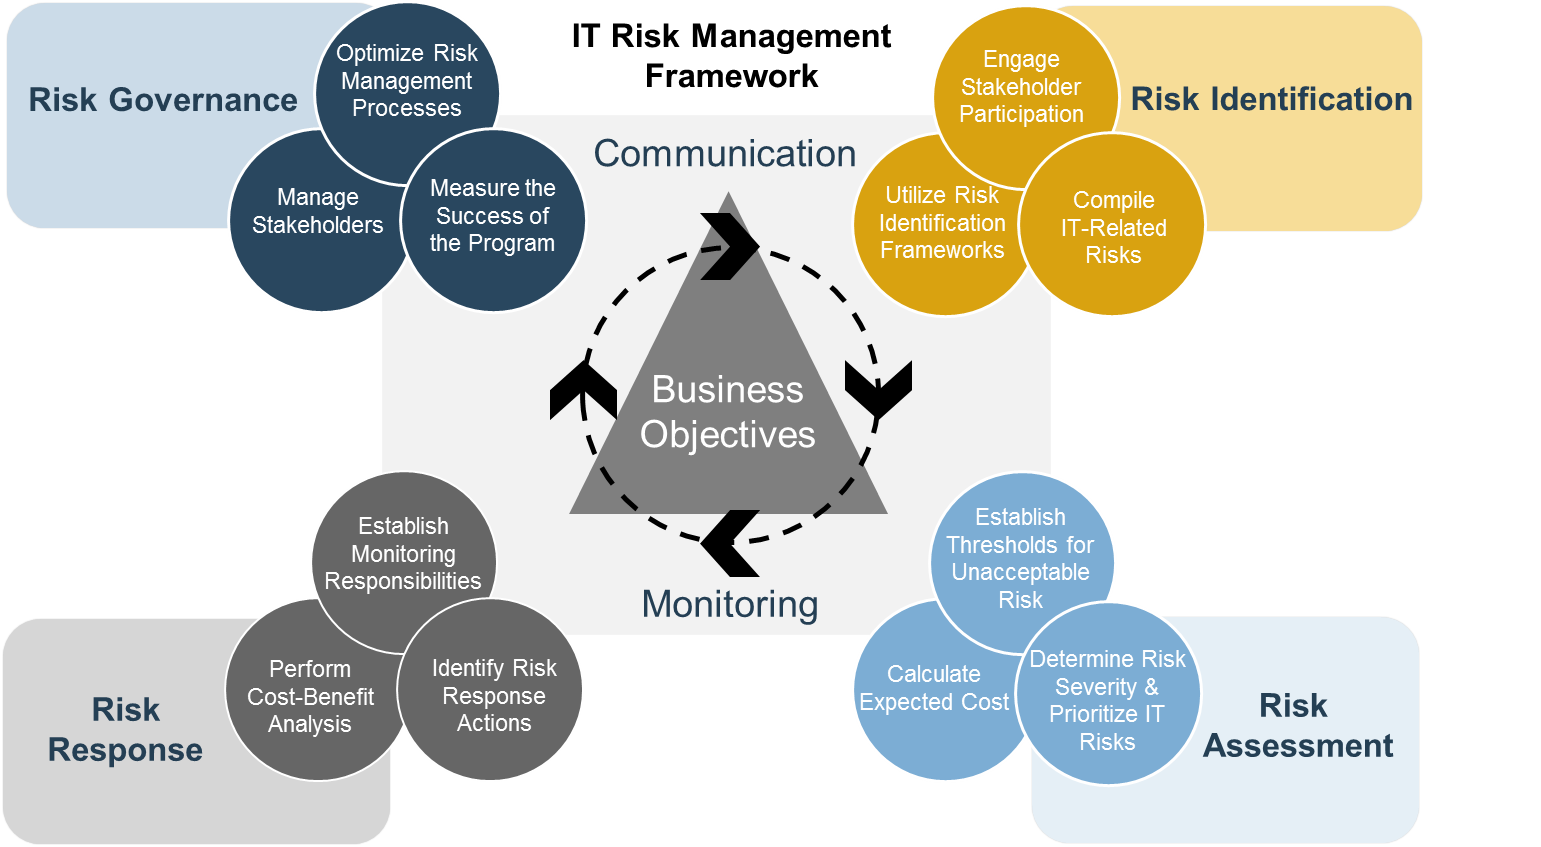 IT Risk Management
Framework
Risk Governance
Optimize Risk
Management
Processes
Manage
Stakeholders
Measure the
Success of
the Program
Communication
Engage
Stakeholder
Participation
Risk Identification
Utilize Risk
Identification
Frameworks
Compile
IT-Related
Risks
Business
Objectives
Monitoring
Establish
Monitoring
Responsibilities
Perform
Cost-Benefit
Analysis
Identify Risk
Response
Actions
Risk
Response
Establish
Thresholds for
Unacceptable
Risk
Calculate
Expected Cost
Determine Risk
Severity &
Prioritize IT
Risks
Risk
Assessment